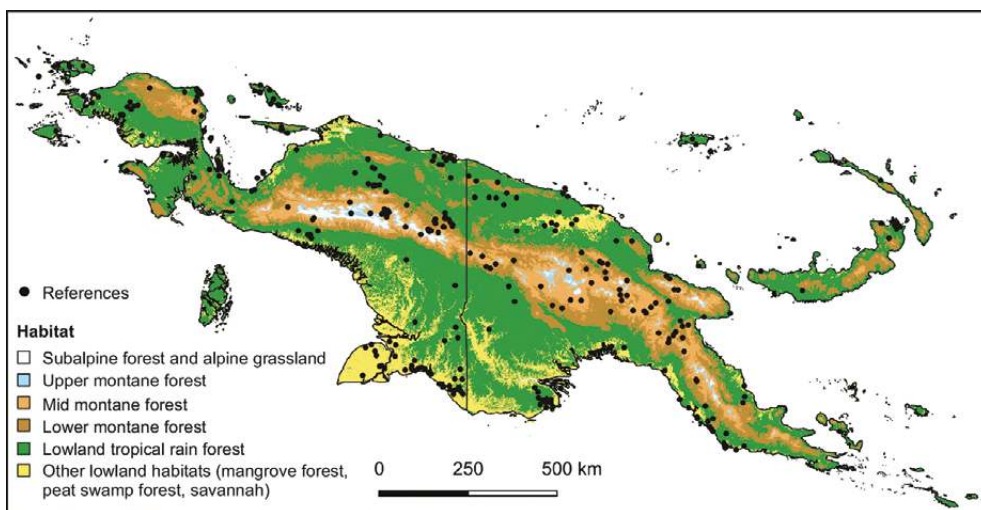 References
Habitat
Subalpine forest and alpine grassland
Upper montane forest
Mid montane forest
Lower montane forest
Lowland tropical rain forest
Other lowland habitats (mangrove forest,
peat swamp forest, savannah)
0 250 500 km